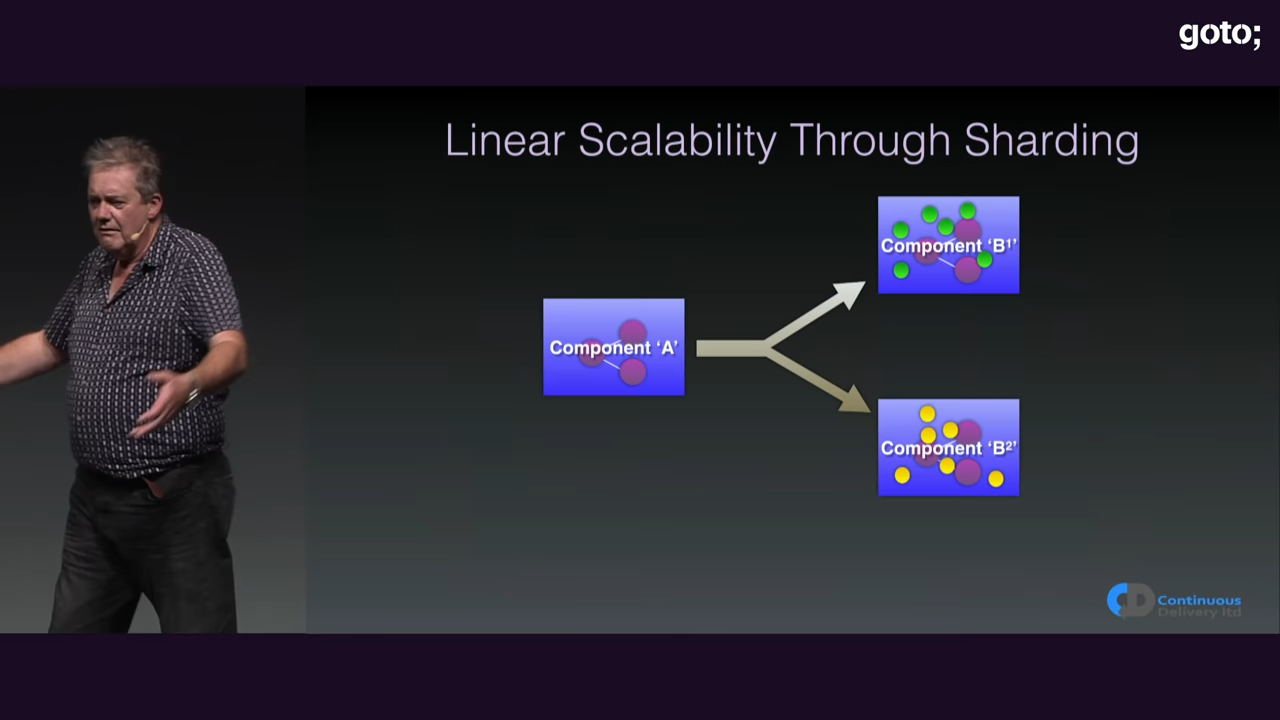 goto;
Linear Scalability Through Sharding
Component ‘B¹’
Component ‘A’
Component ‘B²’
Continuous
Delivery ltd